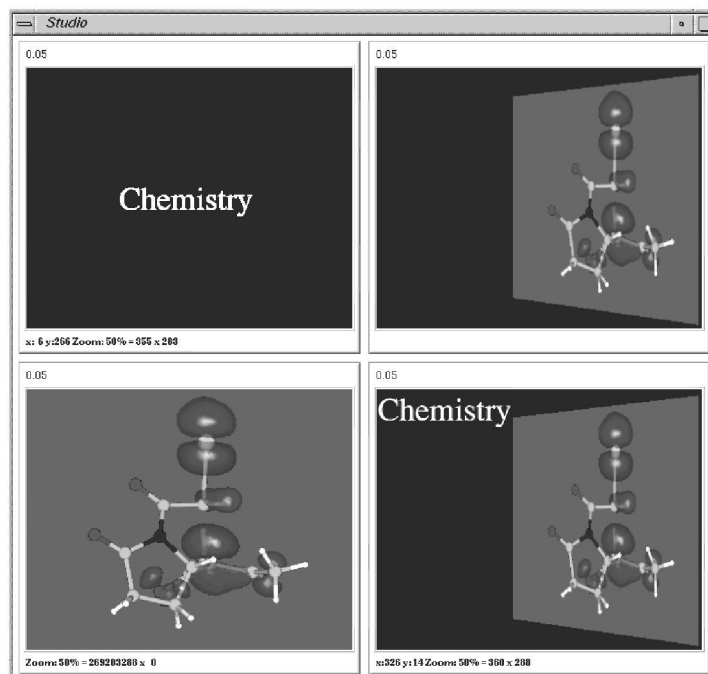 Studio
0.05
0.05
Chemistry
x: 6 y:266 Zoom: 50% = 355 x 283
0.05
0.05
Chemistry
Zoom: 50% = 269203286 x 0
x:326 y:14 Zoom: 50% = 360 x 288